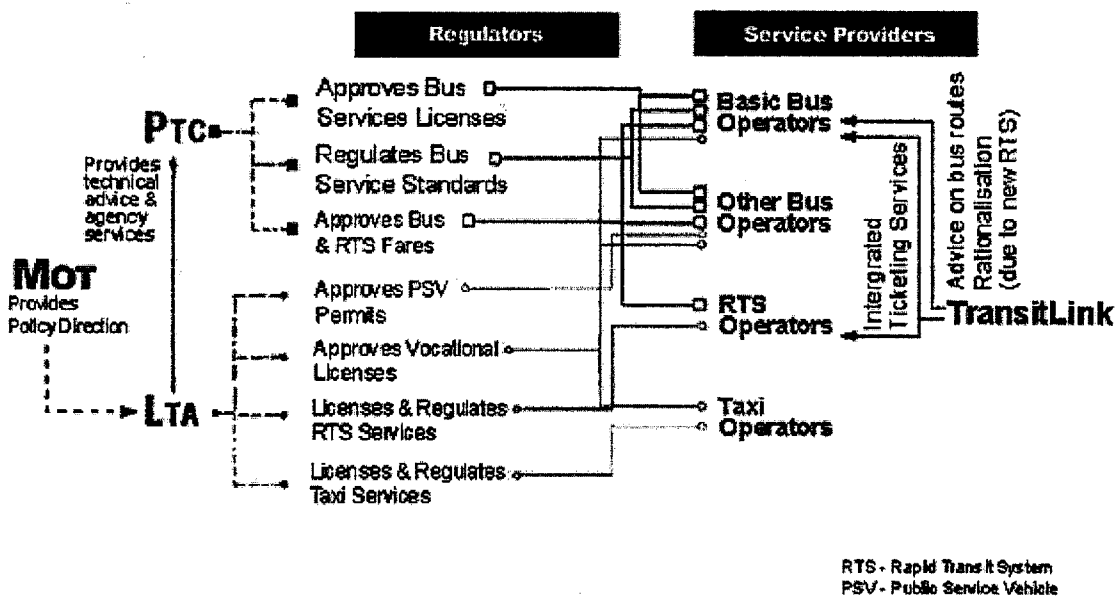 Regulators
Service Providers
PTC
Provides
technical
advice &
agency
services
MOT
Provides
Policy Direction
LTA
Approves Bus
Services Licenses
Regulates Bus
Service Standards
Approves Bus
& RTS Fares
Approves PSV
Permits
Approves Vocational
Licenses
Licenses & Regulates
RTS Services
Licenses & Regulates
Taxi Services
Basic Bus
Operators
Other Bus
Operators
RTS
Operators
Taxi
Operators
Intergrated
Ticketing Services
Advice on bus routes
Rationalisation
(due to new RTS)
TransitLink
RTS - Rapid Transit System
PSV - Public Service Vehicle